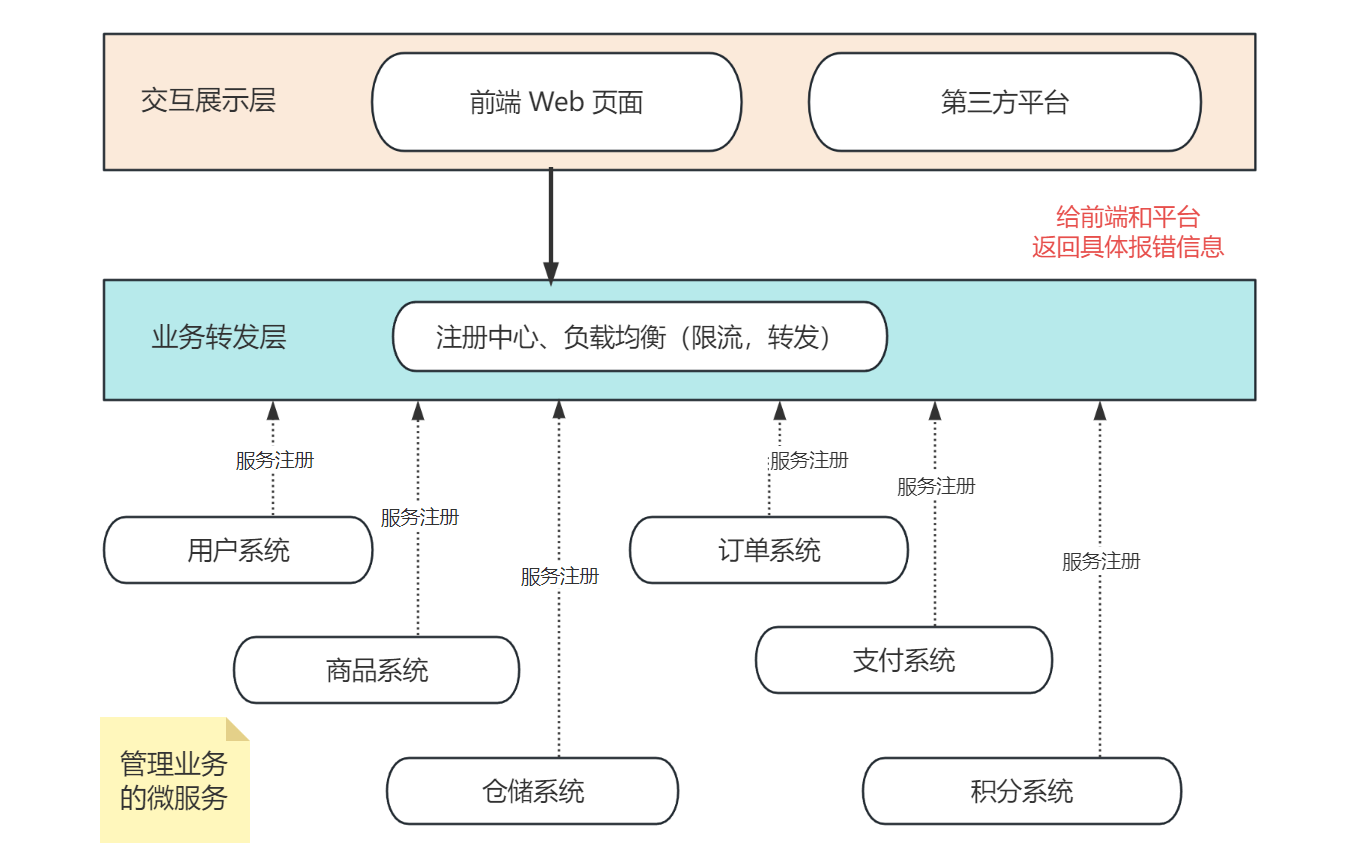 交互展示层
前端 Web 页面
第三方平台
给前端和平台
返回具体报错信息
业务转发层
注册中心、负载均衡（限流，转发）
服务注册
服务注册
服务注册
服务注册
服务注册
服务注册
用户系统
订单系统
商品系统
支付系统
管理业务
的微服务
仓储系统
积分系统